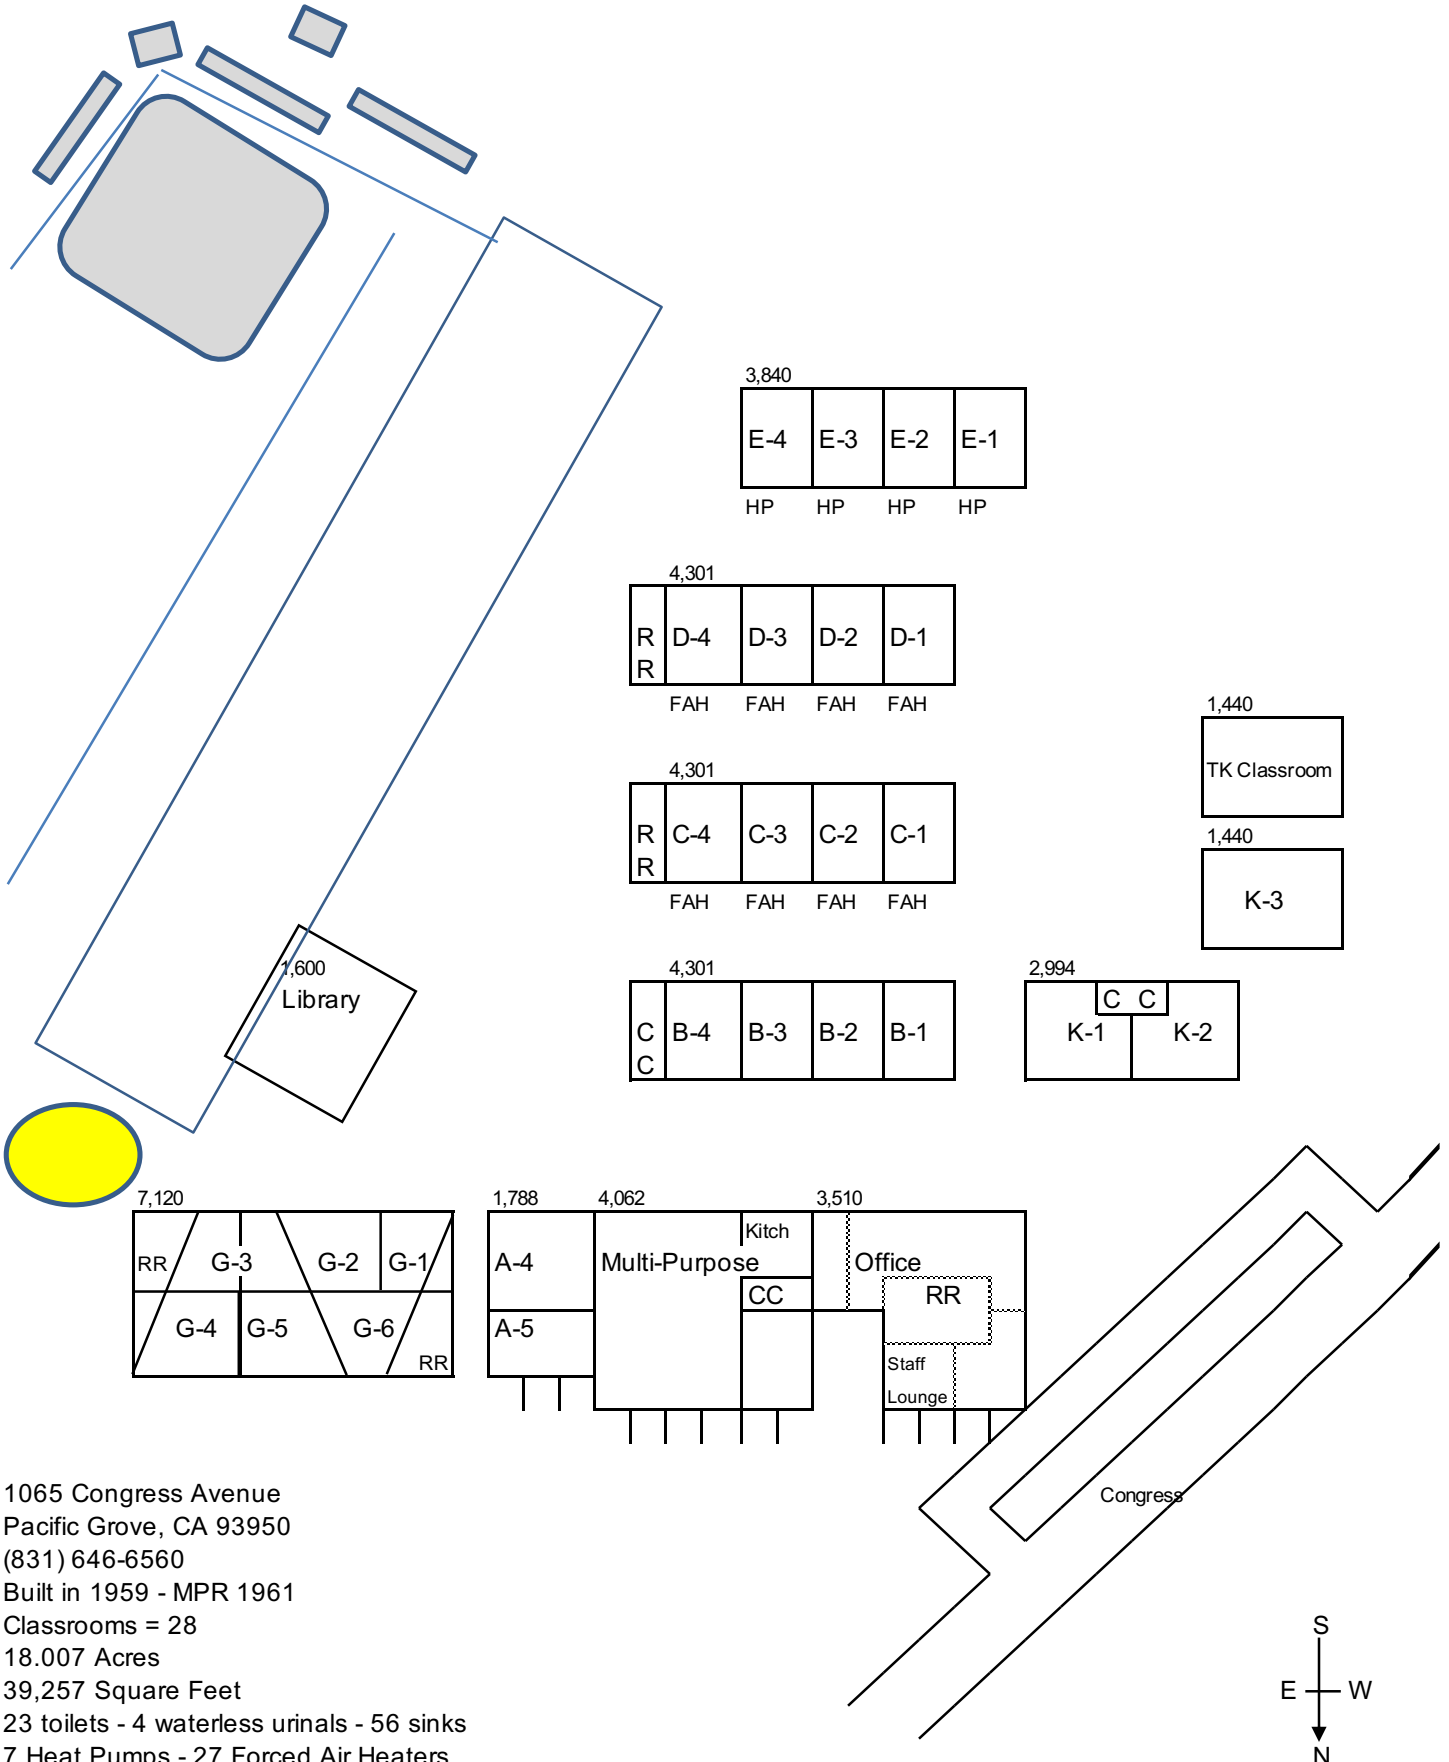 3,840
E-4 E-3 E-2 E-1
HP HP HP HP
4,301
R R D-4 D-3 D-2 D-1
FAH FAH FAH FAH
1,440
TK Classroom
4,301
R R C-4 C-3 C-2 C-1
FAH FAH FAH FAH
1,440
K-3
1,600
Library
4,301
C C B-4 B-3 B-2 B-1
2,994
C C
K-1 K-2
7,120
RR G-3 G-2 G-1
G-4 G-5 G-6
RR
1,788 4,062 3,510
Kitch
A-4 Multi-Purpose Office
CC RR
A-5
Staff
Lounge
Congress
1065 Congress Avenue
Pacific Grove, CA 93950
(831) 646-6560
Built in 1959 - MPR 1961
Classrooms = 28
18.007 Acres
39,257 Square Feet
23 toilets - 4 waterless urinals - 56 sinks
7 Heat Pumps - 27 Forced Air Heaters
S
E W
N